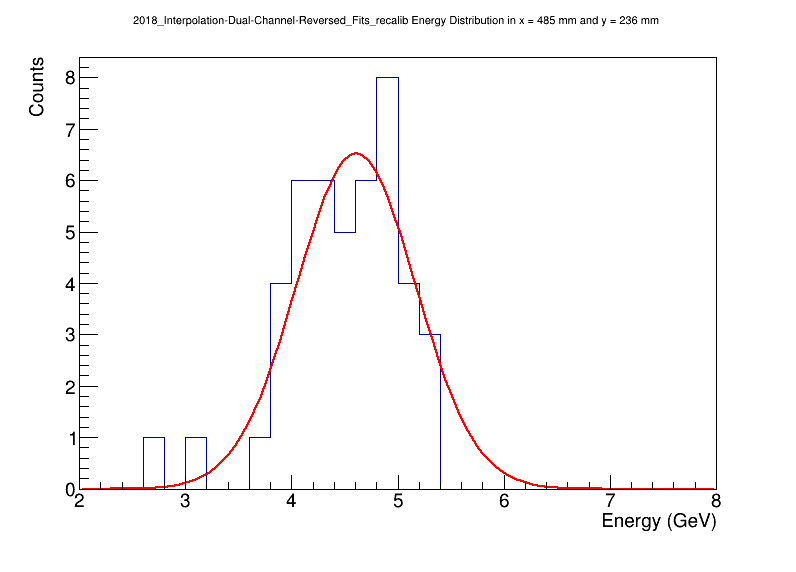 2018_Interpolation-Dual-Channel-Reversed_Fits_recalib Energy Distribution in x = 485 mm and y = 236 mm
Counts
8
7
6
5
4
3
2
1
0
2 3 4 5 6 7 8
Energy (GeV)